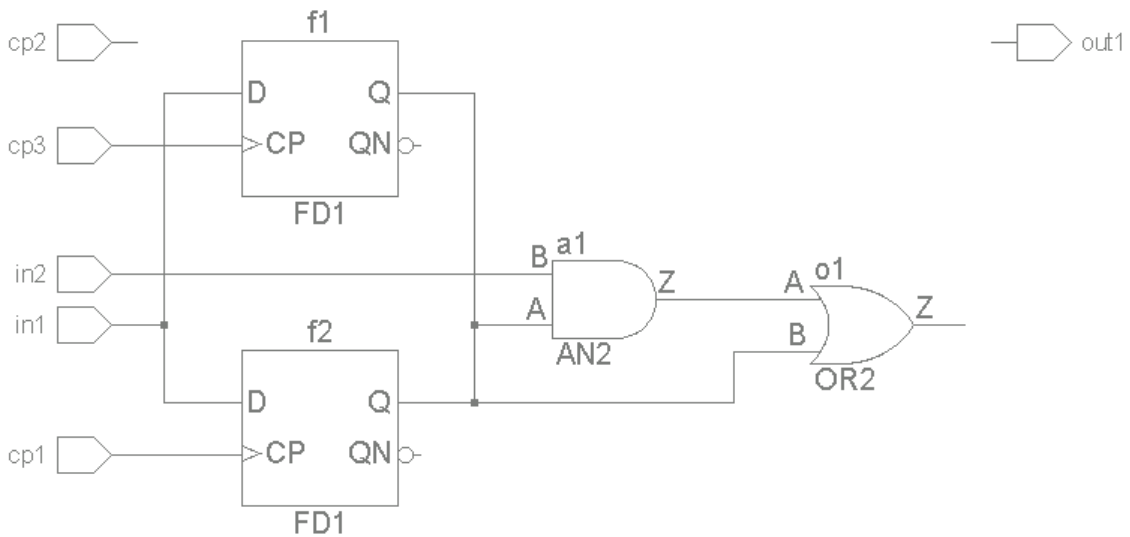 f1
cp2
out1
D Q
cp3
CP QN
FD1
in2
B a1
Z
A o1
Z
in1
A
f2
B
AN2
OR2
D Q
cp1
CP QN
FD1